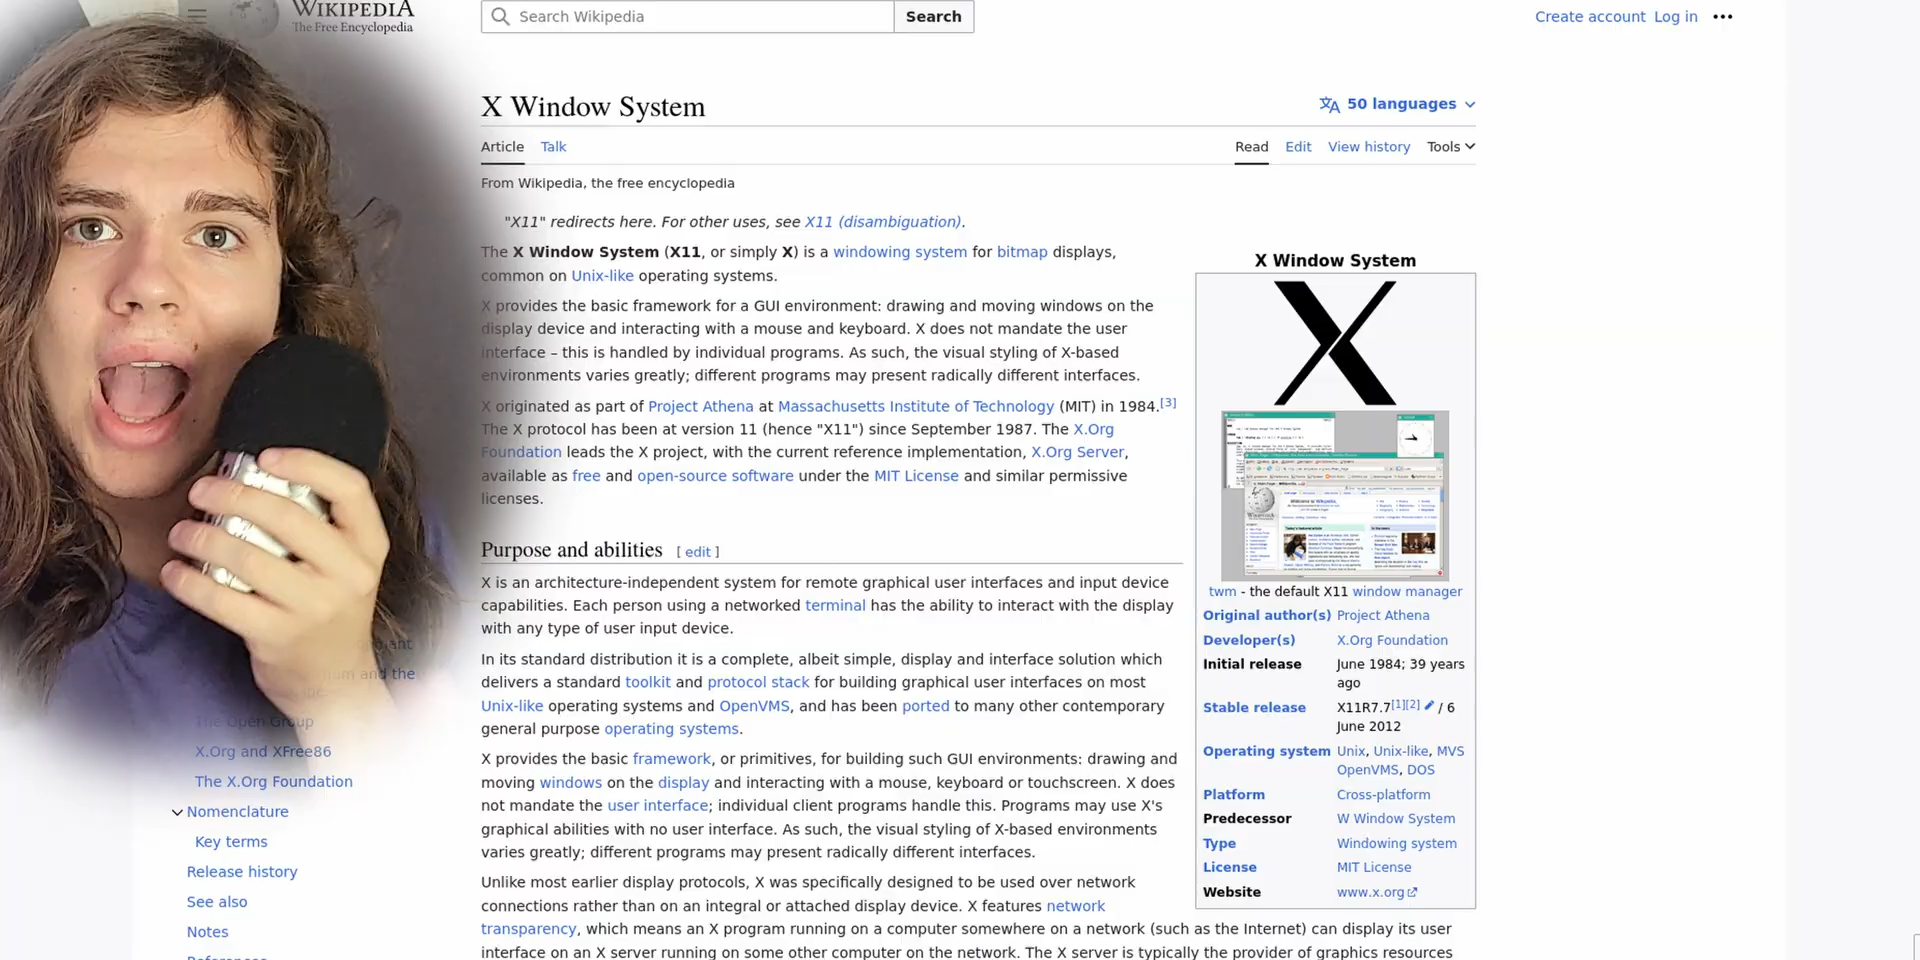 WIKIPEDIA
The Free Encyclopedia
Search Wikipedia
Search
Create account Log in
X Window System
50 languages
Article Talk
Read Edit View history Tools
From Wikipedia, the free encyclopedia
"X11" redirects here. For other uses, see X11 (disambiguation).
The X Window System (X11, or simply X) is a windowing system for bitmap displays,
common on Unix-like operating systems.
X provides the basic framework for a GUI environment: drawing and moving windows on the
display device and interacting with a mouse and keyboard. X does not mandate the user
interface – this is handled by individual programs. As such, the visual styling of X-based
environments varies greatly; different programs may present radically different interfaces.
X originated as part of Project Athena at Massachusetts Institute of Technology (MIT) in 1984.[3]
The X protocol has been at version 11 (hence "X11") since September 1987. The X.Org
Foundation leads the X project, with the current reference implementation, X.Org Server,
available as free and open-source software under the MIT License and similar permissive
licenses.
Purpose and abilities [ edit ]
X is an architecture-independent system for remote graphical user interfaces and input device
capabilities. Each person using a networked terminal has the ability to interact with the display
with any type of user input device.
In its standard distribution it is a complete, albeit simple, display and interface solution which
delivers a standard toolkit and protocol stack for building graphical user interfaces on most
Unix-like operating systems and OpenVMS, and has been ported to many other contemporary
general purpose operating systems.
X provides the basic framework, or primitives, for building such GUI environments: drawing and
moving windows on the display and interacting with a mouse, keyboard or touchscreen. X does
not mandate the user interface; individual client programs handle this. Programs may use X's
graphical abilities with no user interface. As such, the visual styling of X-based environments
varies greatly; different programs may present radically different interfaces.
Unlike most earlier display protocols, X was specifically designed to be used over network
connections rather than on an integral or attached display device. X features network
transparency, which means an X program running on a computer somewhere on a network (such as the Internet) can display its user
interface on an X server running on some other computer on the network. The X server is typically the provider of graphics resources
X Window System
twm - the default X11 window manager
Original author(s) Project Athena
Developer(s) X.Org Foundation
Initial release June 1984; 39 years
ago
Stable release X11R7.7[1][2] / 6
June 2012
Operating system Unix, Unix-like, MVS
OpenVMS, DOS
Platform Cross-platform
Predecessor W Window System
Type Windowing system
License MIT License
Website www.x.org
and the
The Open Group
X.Org and XFree86
The X.Org Foundation
Nomenclature
Key terms
Release history
See also
Notes
References